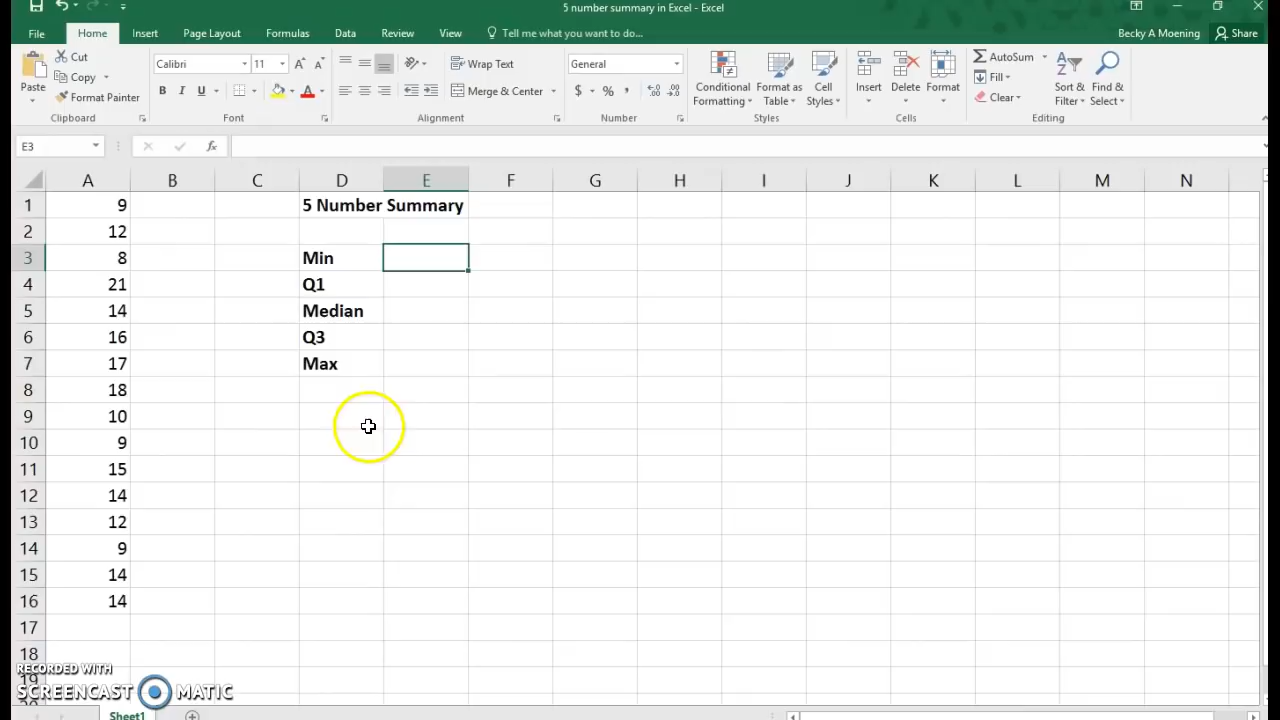 5 number summary in Excel - Excel
File Home Insert Page Layout Formulas Data Review View Tell me what you want to do... Becky A Moening Share
Cut
Copy
Format Painter
Paste
Clipboard
Calibri 11 A A
B I U A
Font
Wrap Text
Merge & Center
Alignment
General
$ % ,
Number
Conditional Formatting
Format as Table
Cell Styles
Styles
Insert Delete Format
Cells
AutoSum
Fill
Clear
Sort & Filter
Find & Select
Editing
E3 fx
A B C D E F G H I J K L M N
1 9 5 Number Summary
2 12
3 8 Min
4 21 Q1
5 14 Median
6 16 Q3
7 17 Max
8 18
9 10
10 9
11 15
12 14
13 12
14 9
15 14
16 14
17
18
19
RECORDED WITH
SCREENCAST MATIC
Sheet1